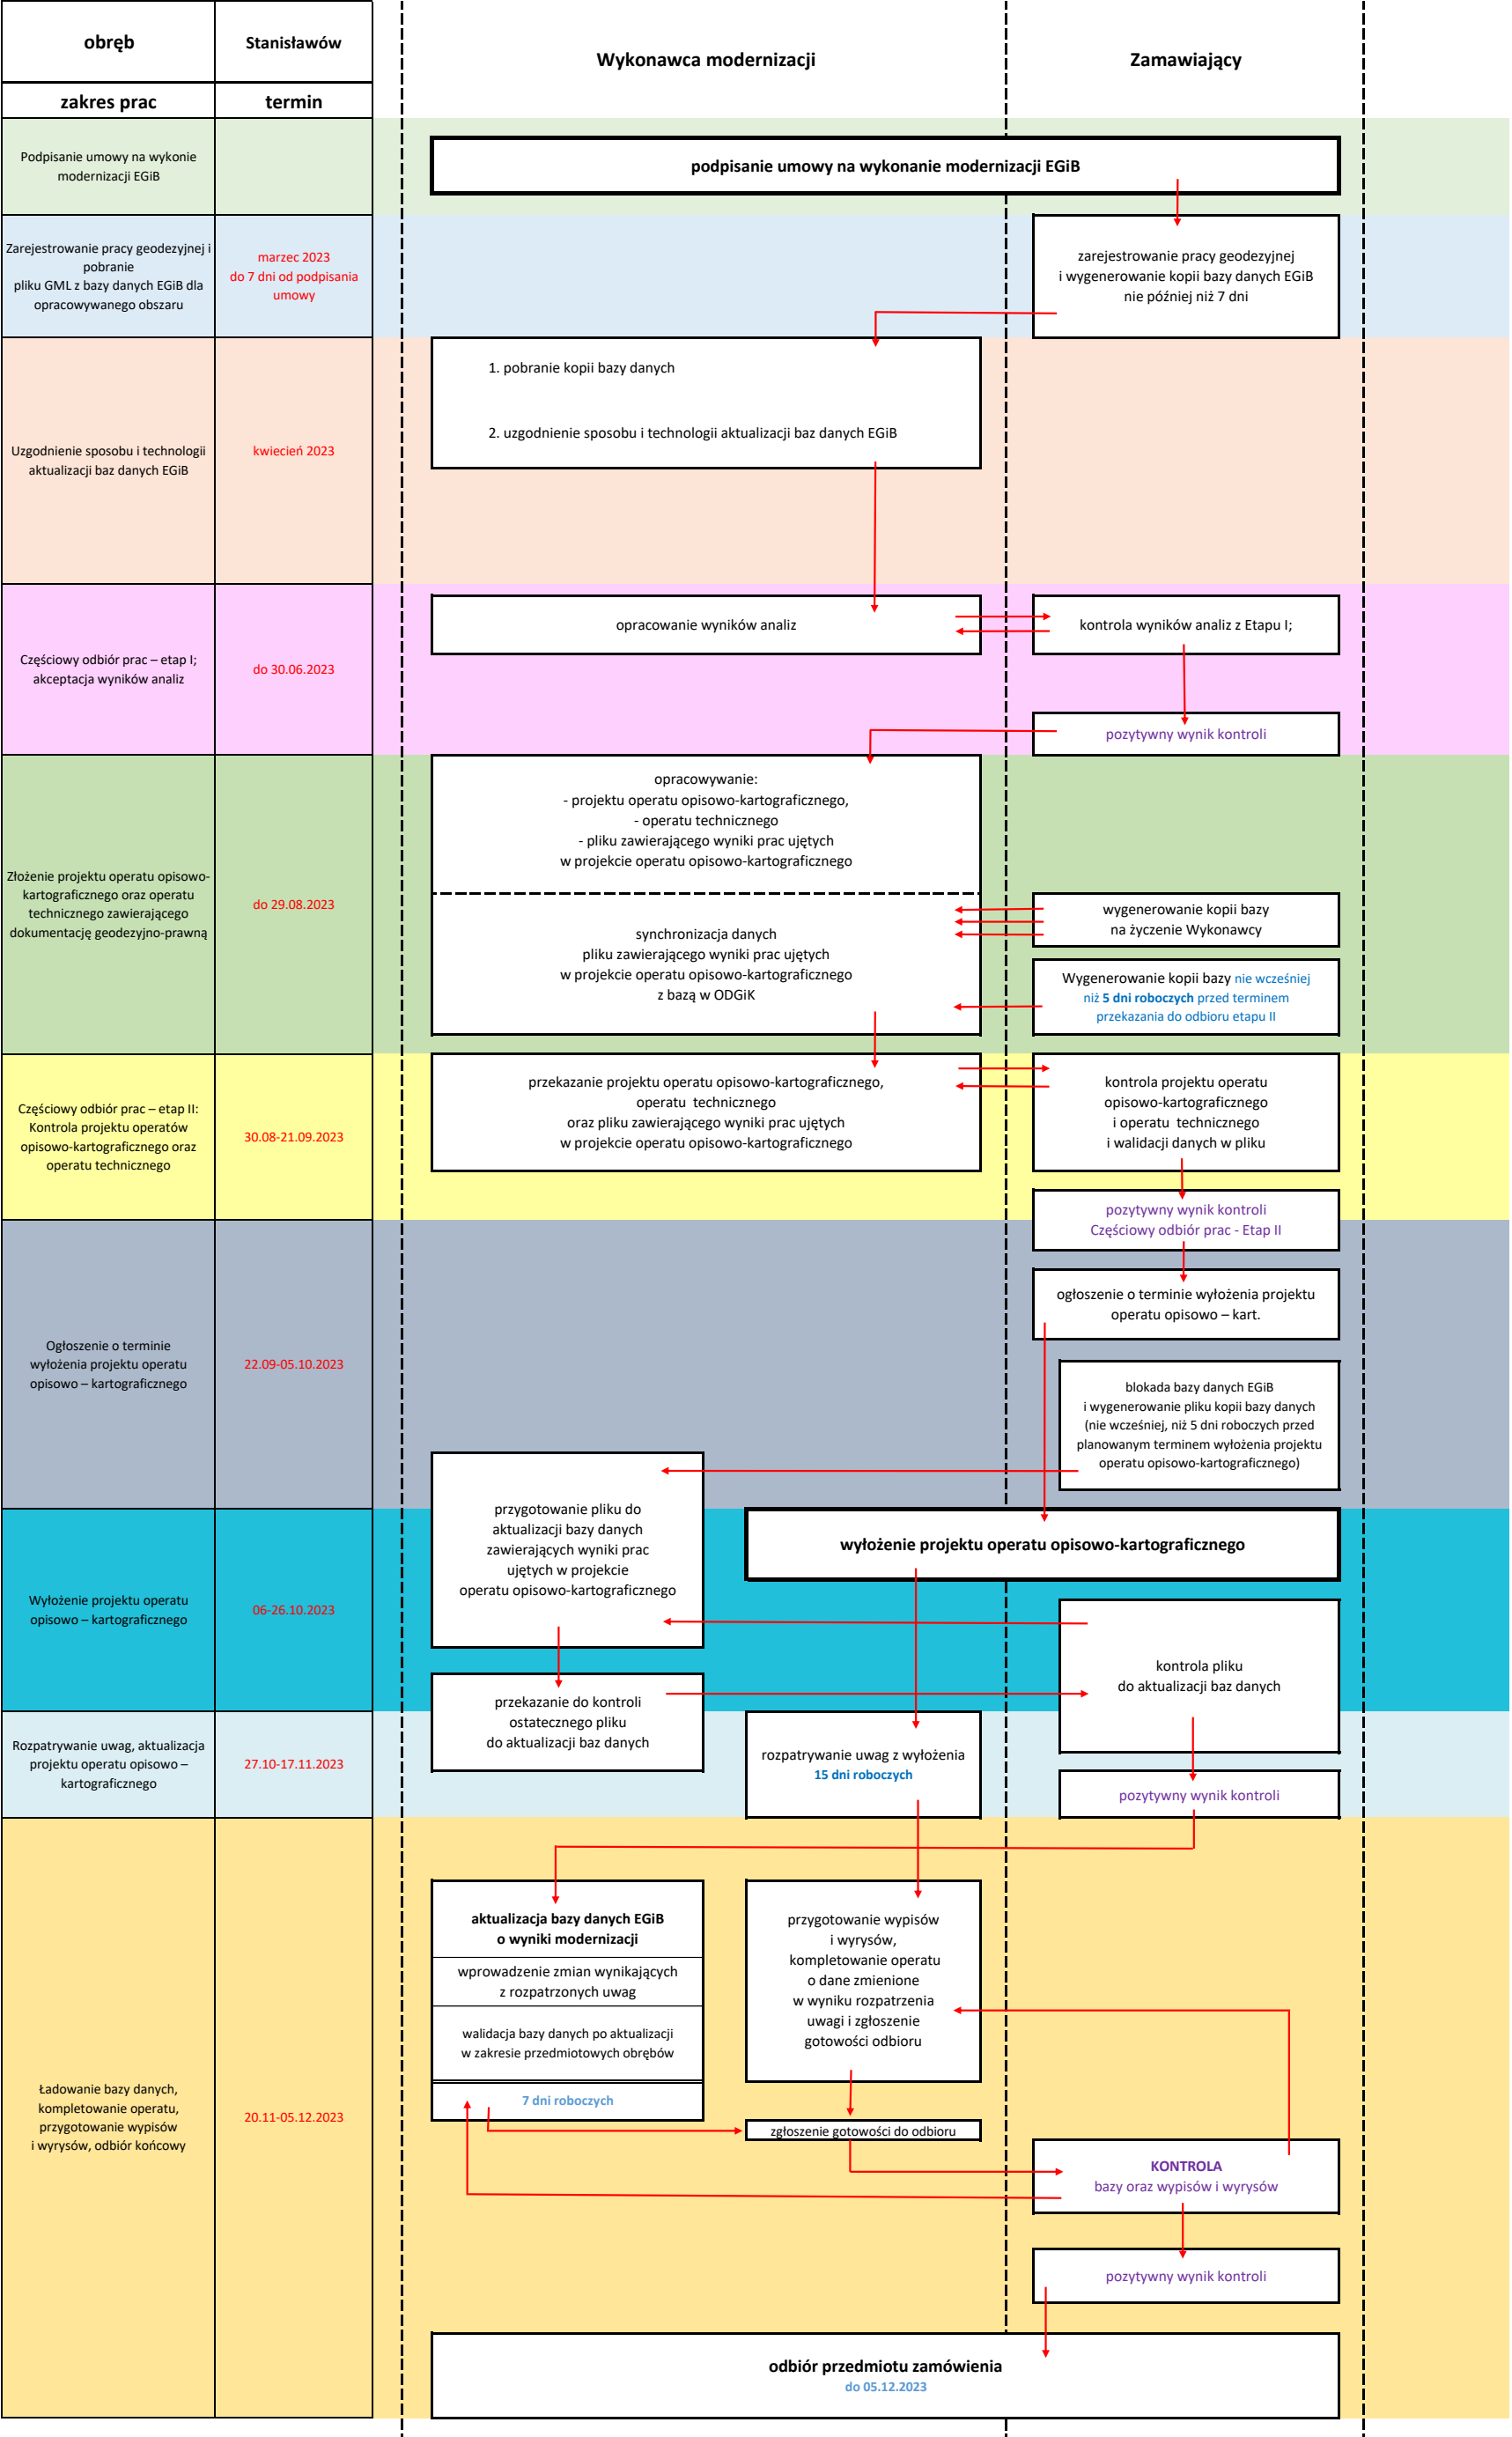 obręb
Stanisławów
Wykonawca modernizacji
Zamawiający
zakres prac
termin
Podpisanie umowy na wykonie
modernizacji EGiB
podpisanie umowy na wykonanie modernizacji EGiB
Zarejestrowanie pracy geodezyjnej i
pobranie
pliku GML z bazy danych EGiB dla
opracowywanego obszaru
marzec 2023
do 7 dni od podpisania
umowy
zarejestrowanie pracy geodezyjnej
i wygenerowanie kopii bazy danych EGiB
nie później niż 7 dni
Uzgodnienie sposobu i technologii
aktualizacji baz danych EGiB
kwiecień 2023
1. pobranie kopii bazy danych
2. uzgodnienie sposobu i technologii aktualizacji baz danych EGiB
Częściowy odbiór prac – etap I;
akceptacja wyników analiz
do 30.06.2023
opracowanie wyników analiz
kontrola wyników analiz z Etapu I;
pozytywny wynik kontroli
Złożenie projektu operatu opisowo-
kartograficznego oraz operatu
technicznego zawierającego
dokumentację geodezyjno-prawną
do 29.08.2023
opracowywanie:
- projektu operatu opisowo-kartograficznego,
- operatu technicznego
- pliku zawierającego wyniki prac ujętych
w projekcie operatu opisowo-kartograficznego
synchronizacja danych
pliku zawierającego wyniki prac ujętych
w projekcie operatu opisowo-kartograficznego
z bazą w ODGiK
wygenerowanie kopii bazy
na życzenie Wykonawcy
Wygenerowanie kopii bazy nie wcześniej
niż 5 dni roboczych przed terminem
przekazania do odbioru etapu II
Częściowy odbiór prac – etap II:
Kontrola projektu operatów
opisowo-kartograficznego oraz
operatu technicznego
30.08-21.09.2023
przekazanie projektu operatu opisowo-kartograficznego,
operatu technicznego
oraz pliku zawierającego wyniki prac ujętych
w projekcie operatu opisowo-kartograficznego
kontrola projektu operatu
opisowo-kartograficznego
i operatu technicznego
i walidacji danych w pliku
pozytywny wynik kontroli
Częściowy odbiór prac - Etap II
Ogłoszenie o terminie
wyłożenia projektu operatu
opisowo – kartograficznego
22.09-05.10.2023
ogłoszenie o terminie wyłożenia projektu
operatu opisowo – kart.
blokada bazy danych EGiB
i wygenerowanie pliku kopii bazy danych
(nie wcześniej, niż 5 dni roboczych przed
planowanym terminem wyłożenia projektu
operatu opisowo-kartograficznego)
przygotowanie pliku do
aktualizacji bazy danych
zawierających wyniki prac
ujętych w projekcie
operatu opisowo-kartograficznego
wyłożenie projektu operatu opisowo-kartograficznego
Wyłożenie projektu operatu
opisowo – kartograficznego
06-26.10.2023
kontrola pliku
do aktualizacji baz danych
przekazanie do kontroli
ostatecznego pliku
do aktualizacji baz danych
Rozpatrywanie uwag, aktualizacja
projektu operatu opisowo –
kartograficznego
27.10-17.11.2023
rozpatrywanie uwag z wyłożenia
15 dni roboczych
pozytywny wynik kontroli
Ładowanie bazy danych,
kompletowanie operatu,
przygotowanie wypisów
i wyrysów, odbiór końcowy
20.11-05.12.2023
aktualizacja bazy danych EGiB
o wyniki modernizacji
wprowadzenie zmian wynikających
z rozpatrzonych uwag
walidacja bazy danych po aktualizacji
w zakresie przedmiotowych obrębów
7 dni roboczych
przygotowanie wypisów
i wyrysów,
kompletowanie operatu
o dane zmienione
w wyniku rozpatrzenia
uwagi i zgłoszenie
gotowości odbioru
zgłoszenie gotowości do odbioru
KONTROLA
bazy oraz wypisów i wyrysów
pozytywny wynik kontroli
odbiór przedmiotu zamówienia
do 05.12.2023